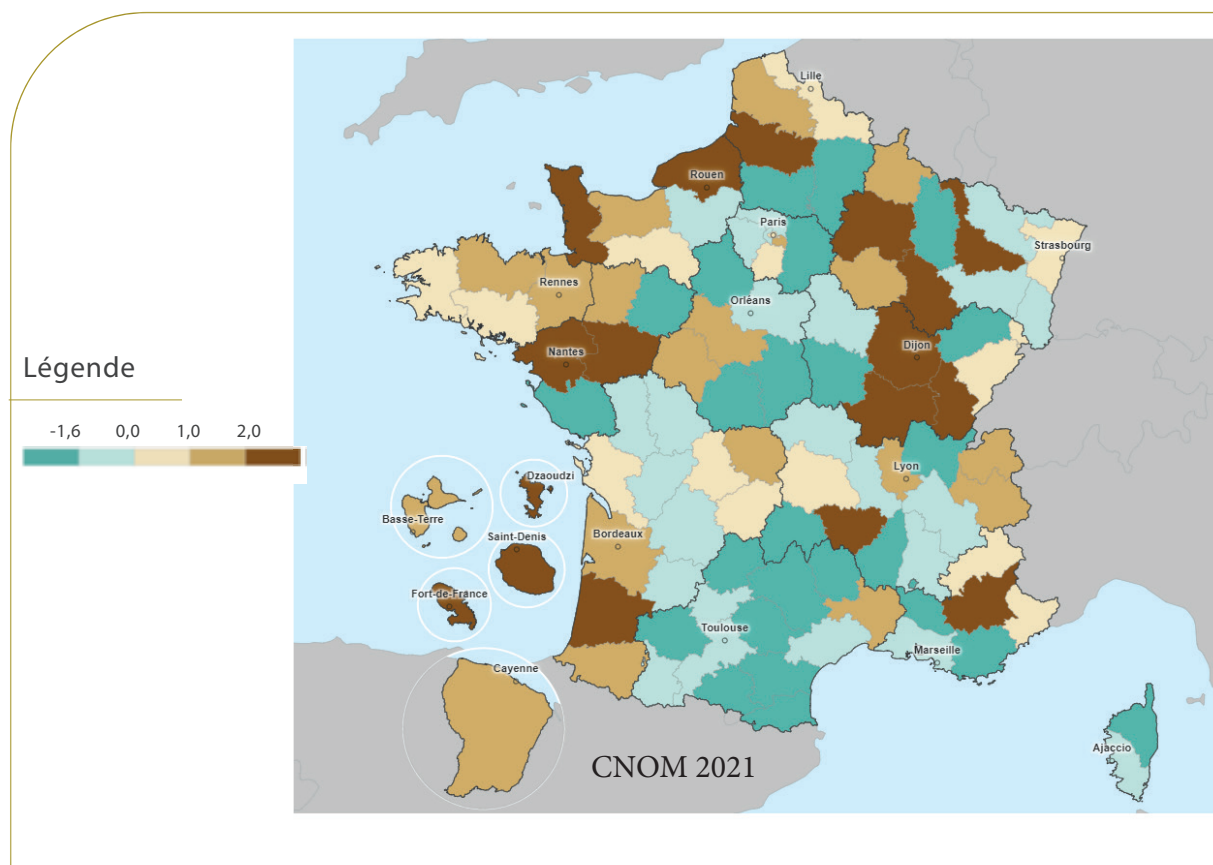 Lille
Rouen
Paris
Strasbourg
Rennes
Orléans
Nantes
Dijon
Légende
-1,6 0,0 1,0 2,0
Lyon
Dzaoudzi
Basse-Terre
Saint-Denis
Bordeaux
Fort-de-France
Toulouse
Marseille
Cayenne
Ajaccio
CNOM 2021